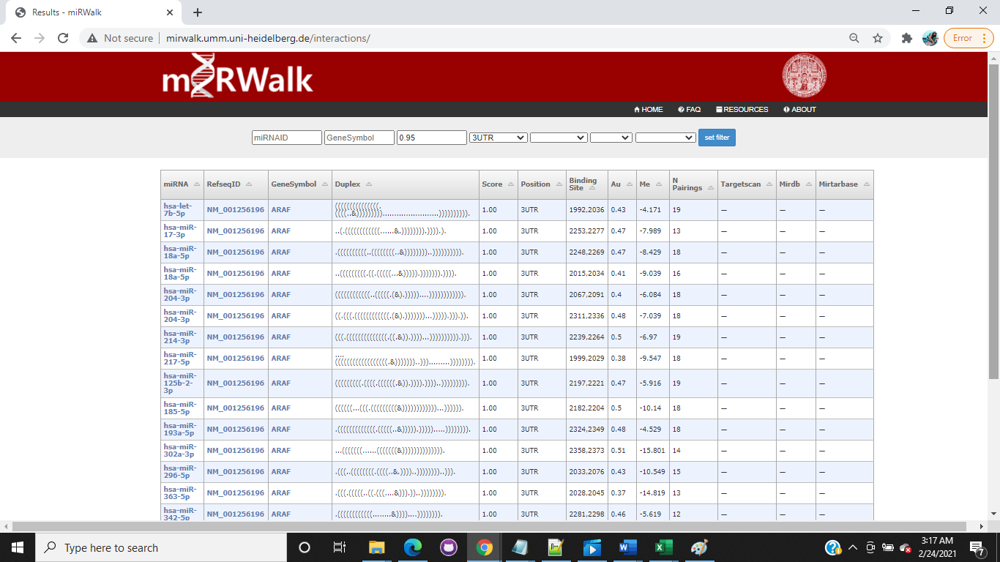 Results - miRWalk
Not secure mirwalk.umm.uni-heidelberg.de/interactions/ Error
miRWalk
HOME FAQ RESOURCES ABOUT
miRNAID GeneSymbol 0.95 3UTR set filter
miRNA RefseqID GeneSymbol Duplex Score Position Binding Site Au Me N Pairings Targetscan Mirdb Mirtarbase
hsa-let-7b-5p NM_001256196 ARAF 1.00 3UTR 1992,2036 0.43 -4.171 19 — — —
hsa-miR-17-3p NM_001256196 ARAF 1.00 3UTR 2253,2277 0.47 -7.989 13 — — —
hsa-miR-18a-5p NM_001256196 ARAF 1.00 3UTR 2248,2269 0.47 -8.429 18 — — —
hsa-miR-18a-5p NM_001256196 ARAF 1.00 3UTR 2015,2034 0.41 -9.039 16 — — —
hsa-miR-204-3p NM_001256196 ARAF 1.00 3UTR 2067,2091 0.4 -6.084 18 — — —
hsa-miR-204-3p NM_001256196 ARAF 1.00 3UTR 2311,2336 0.48 -7.039 18 — — —
hsa-miR-214-3p NM_001256196 ARAF 1.00 3UTR 2239,2264 0.5 -6.97 19 — — —
hsa-miR-217-5p NM_001256196 ARAF 1.00 3UTR 1999,2029 0.38 -9.547 18 — — —
hsa-miR-125b-2-3p NM_001256196 ARAF 1.00 3UTR 2197,2221 0.47 -5.916 19 — — —
hsa-miR-185-5p NM_001256196 ARAF 1.00 3UTR 2182,2204 0.5 -10.14 18 — — —
hsa-miR-193a-5p NM_001256196 ARAF 1.00 3UTR 2324,2349 0.48 -4.529 18 — — —
hsa-miR-302a-3p NM_001256196 ARAF 1.00 3UTR 2358,2373 0.51 -15.801 14 — — —
hsa-miR-296-5p NM_001256196 ARAF 1.00 3UTR 2033,2076 0.43 -10.549 15 — — —
hsa-miR-363-5p NM_001256196 ARAF 1.00 3UTR 2028,2045 0.37 -14.819 13 — — —
hsa-miR-342-5p NM_001256196 ARAF 1.00 3UTR 2281,2298 0.46 -5.619 12 — — —
Type here to search
3:17 AM
2/24/2021
7